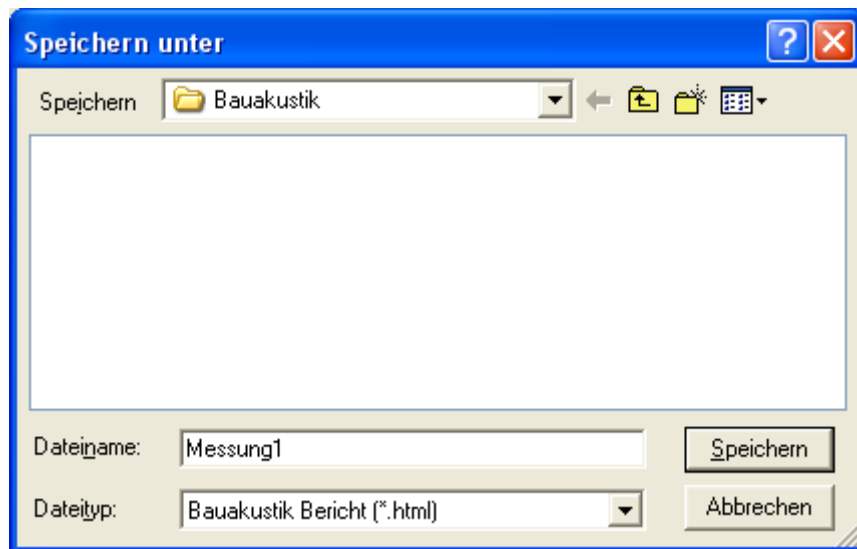 Speichern unter
Speichern Bauakustik
Dateiname: Messung1 Speichern
Dateityp: Bauakustik Bericht (*.html) Abbrechen